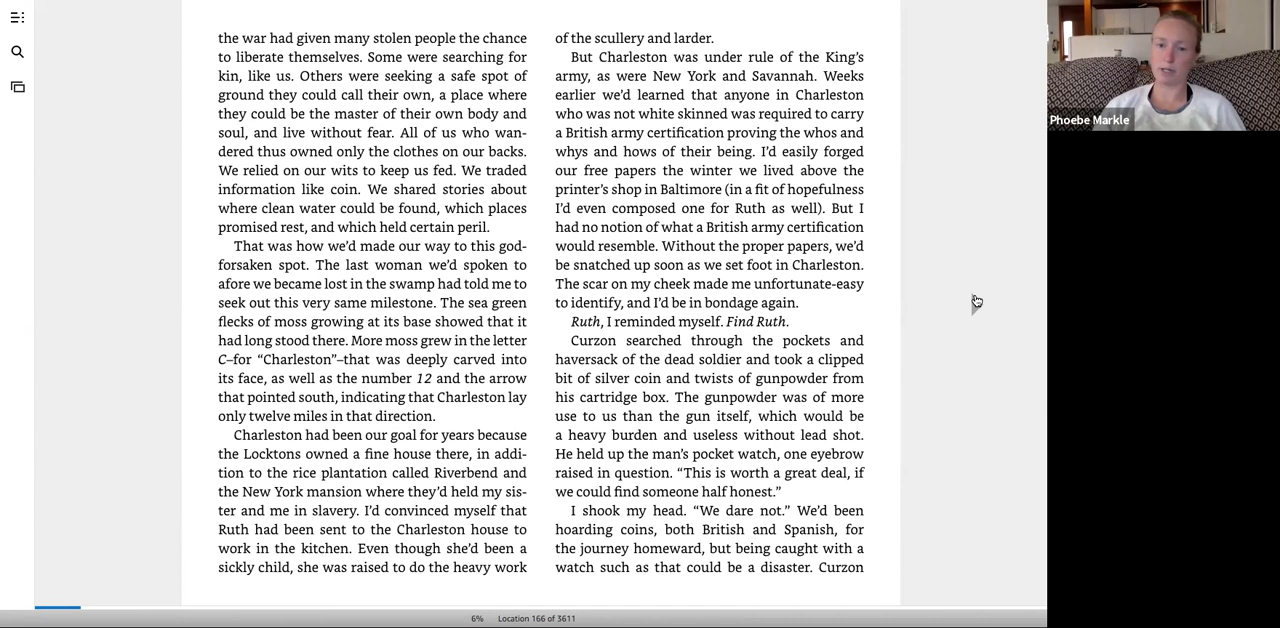 the war had given many stolen people the chance
to liberate themselves. Some were searching for
kin, like us. Others were seeking a safe spot of
ground they could call their own, a place where
they could be the master of their own body and
soul, and live without fear. All of us who wan-
dered thus owned only the clothes on our backs.
We relied on our wits to keep us fed. We traded
information like coin. We shared stories about
where clean water could be found, which places
promised rest, and which held certain peril.
That was how we’d made our way to this god-
forsaken spot. The last woman we’d spoken to
afore we became lost in the swamp had told me to
seek out this very same milestone. The sea green
flecks of moss growing at its base showed that it
had long stood there. More moss grew in the letter
C–for “Charleston”–that was deeply carved into
its face, as well as the number 12 and the arrow
that pointed south, indicating that Charleston lay
only twelve miles in that direction.
Charleston had been our goal for years because
the Locktons owned a fine house there, in addi-
tion to the rice plantation called Riverbend and
the New York mansion where they’d held my sis-
ter and me in slavery. I’d convinced myself that
Ruth had been sent to the Charleston house to
work in the kitchen. Even though she’d been a
sickly child, she was raised to do the heavy work
of the scullery and larder.
But Charleston was under rule of the King’s
army, as were New York and Savannah. Weeks
earlier we’d learned that anyone in Charleston
who was not white skinned was required to carry
a British army certification proving the whos and
whys and hows of their being. I’d easily forged
our free papers the winter we lived above the
printer’s shop in Baltimore (in a fit of hopefulness
I’d even composed one for Ruth as well). But I
had no notion of what a British army certification
would resemble. Without the proper papers, we’d
be snatched up soon as we set foot in Charleston.
The scar on my cheek made me unfortunate-easy
to identify, and I’d be in bondage again.
Ruth, I reminded myself. Find Ruth.
Curzon searched through the pockets and
haversack of the dead soldier and took a clipped
bit of silver coin and twists of gunpowder from
his cartridge box. The gunpowder was of more
use to us than the gun itself, which would be
a heavy burden and useless without lead shot.
He held up the man’s pocket watch, one eyebrow
raised in question. “This is worth a great deal, if
we could find someone half honest.”
I shook my head. “We dare not.” We’d been
hoarding coins, both British and Spanish, for
the journey homeward, but being caught with a
watch such as that could be a disaster. Curzon
6% Location 166 of 3611
Phoebe Markle